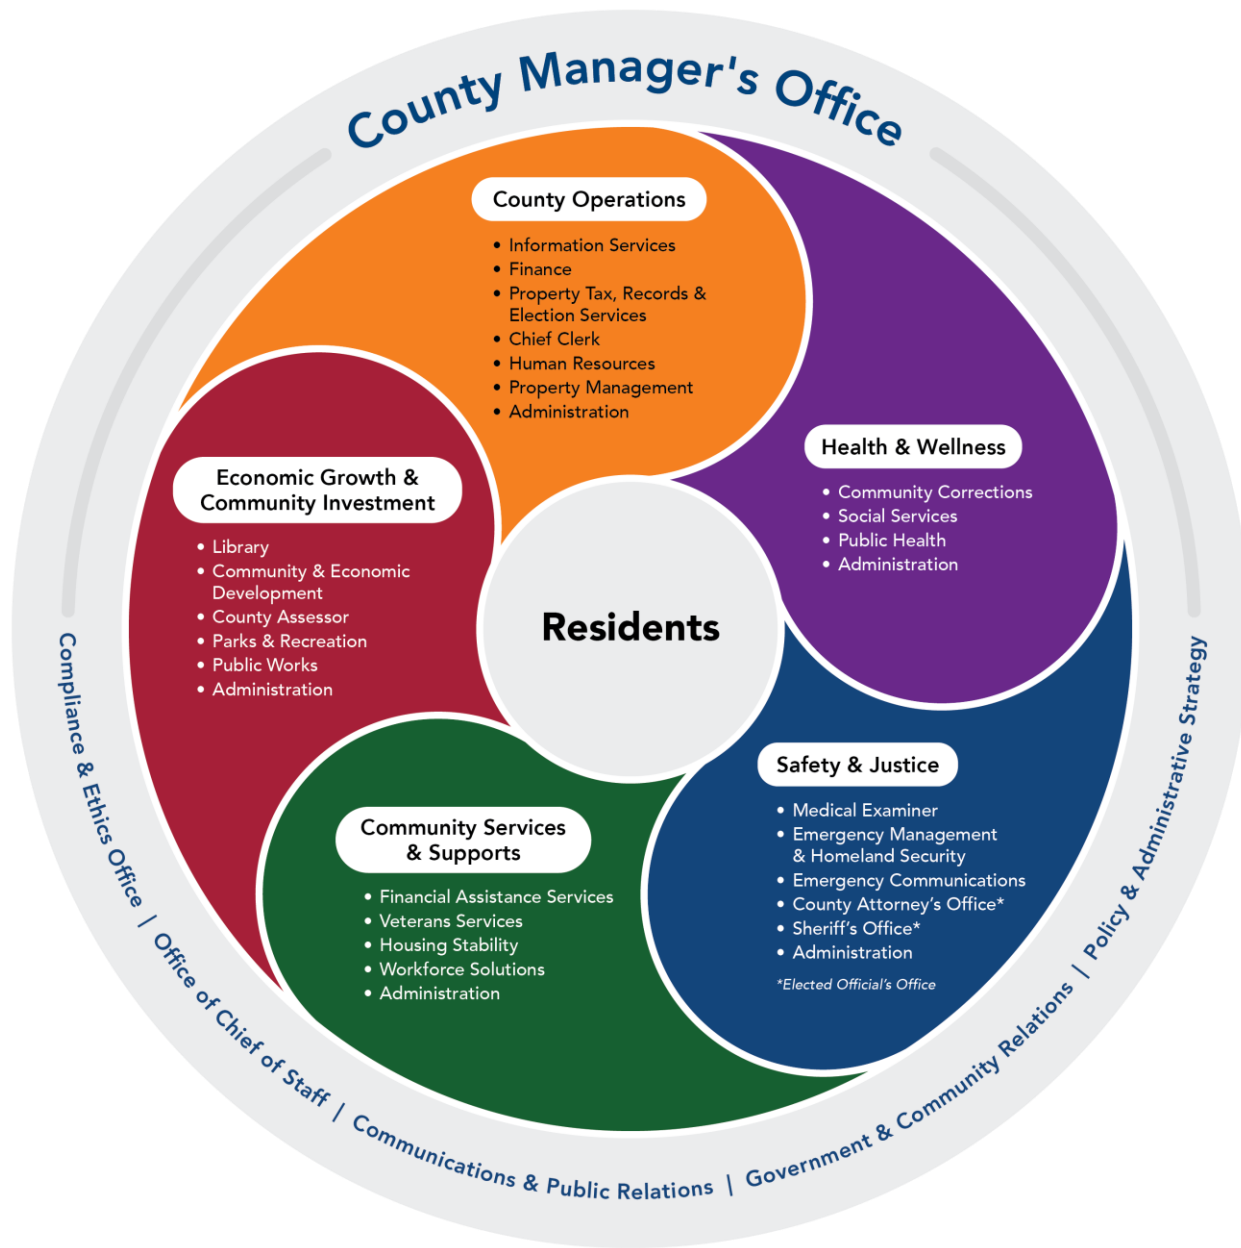 County Manager's Office
County Operations
• Information Services
• Finance
• Property Tax, Records &
Election Services
• Chief Clerk
• Human Resources
• Property Management
• Administration
Health & Wellness
• Community Corrections
• Social Services
• Public Health
• Administration
Economic Growth &
Community Investment
• Library
• Community & Economic
Development
• County Assessor
• Parks & Recreation
• Public Works
• Administration
Residents
Safety & Justice
• Medical Examiner
• Emergency Management
& Homeland Security
• Emergency Communications
• County Attorney’s Office*
• Sheriff’s Office*
• Administration
*Elected Official’s Office
Community Services
& Supports
• Financial Assistance Services
• Veterans Services
• Housing Stability
• Workforce Solutions
• Administration
Compliance & Ethics Office | Office of Chief of Staff | Communications & Public Relations | Government & Community Relations | Policy & Administrative Strategy